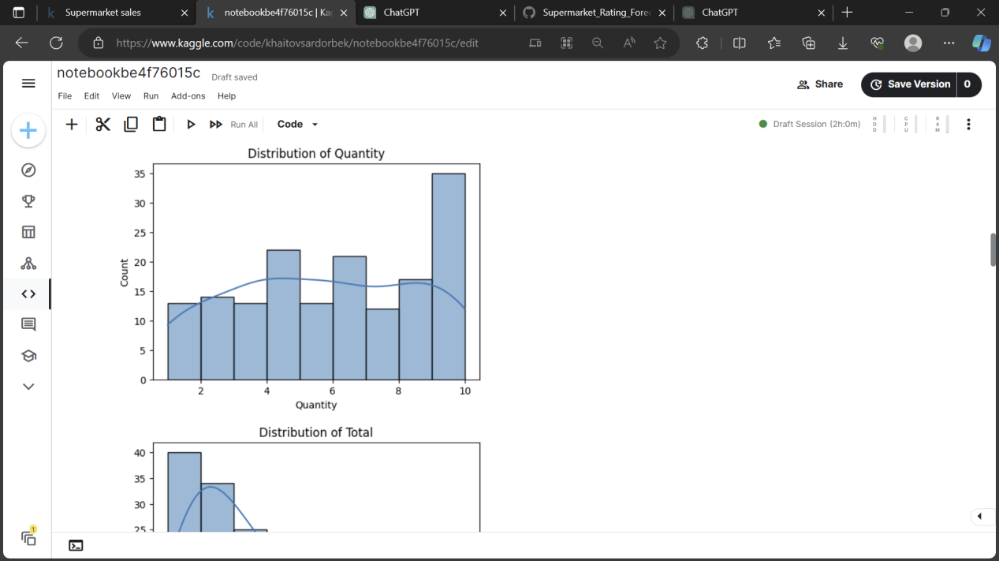 Supermarket sales
notebookbe4f76015c | Ka
ChatGPT
Supermarket_Rating_Fore
ChatGPT
https://www.kaggle.com/code/khaitovsardorbek/notebookbe4f76015c/edit
notebookbe4f76015c
Draft saved
Share
Save Version
0
File
Edit
View
Run
Add-ons
Help
Run All
Code
Draft Session (2h:0m)
HDD
CPU
RAM
Distribution of Quantity
35
30
25
20
15
10
5
0
Count
2
4
6
8
10
Quantity
Distribution of Total
40
35
30
25
1